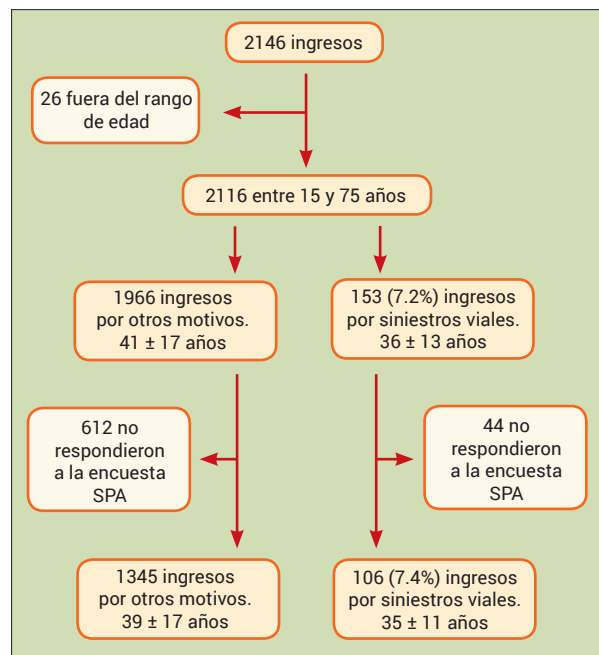 2146 ingresos
26 fuera del rango
de edad
2116 entre 15 y 75 años
1966 ingresos
por otros motivos.
41 ± 17 años
153 (7.2%) ingresos
por siniestros viales.
36 ± 13 años
612 no
respondieron
a la encuesta
SPA
44 no
respondieron
a la encuesta
SPA
1345 ingresos
por otros motivos.
39 ± 17 años
106 (7.4%) ingresos
por siniestros viales.
35 ± 11 años